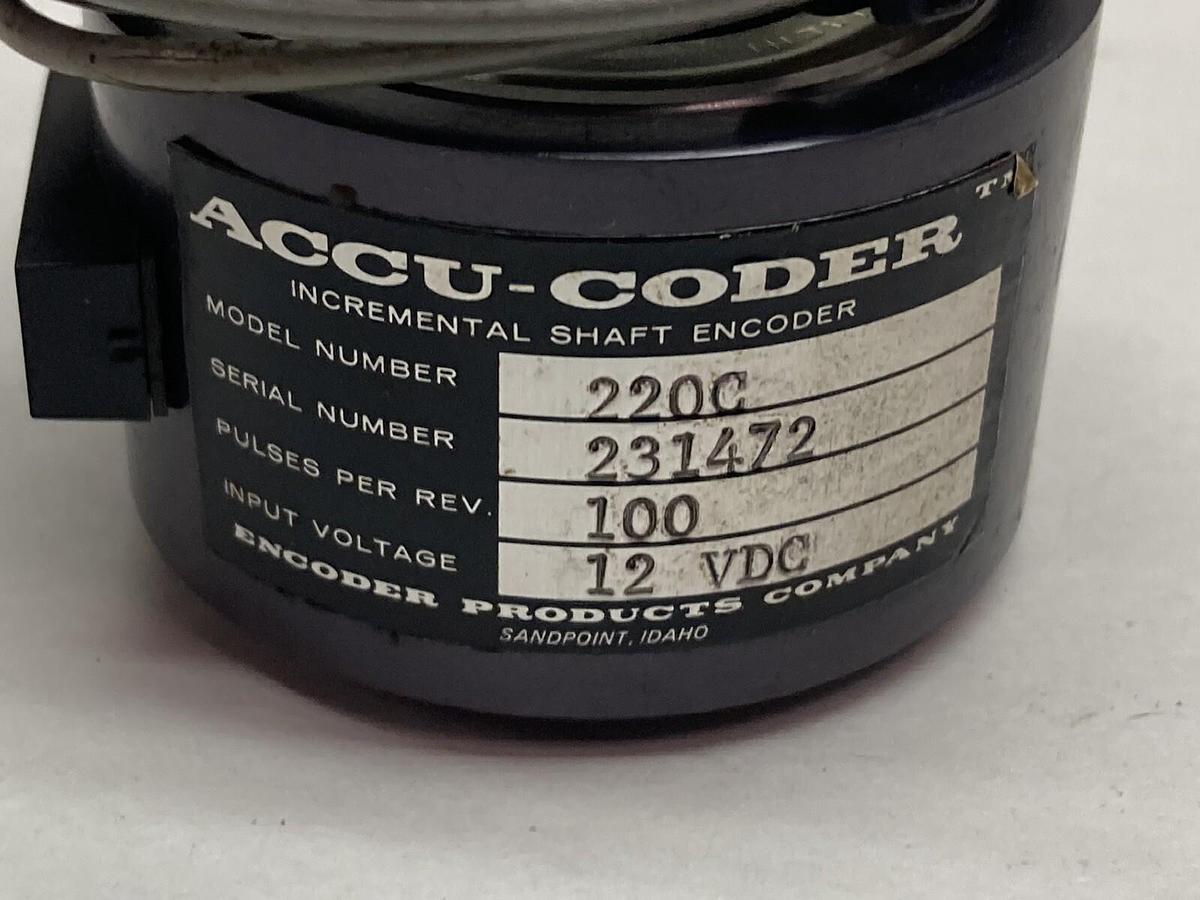 ACCU-CODER TM
INCREMENTAL SHAFT ENCODER
MODEL NUMBER 220C
SERIAL NUMBER 231472
PULSES PER REV. 100
INPUT VOLTAGE 12 VDC
ENCODER PRODUCTS COMPANY
SANDPOINT, IDAHO